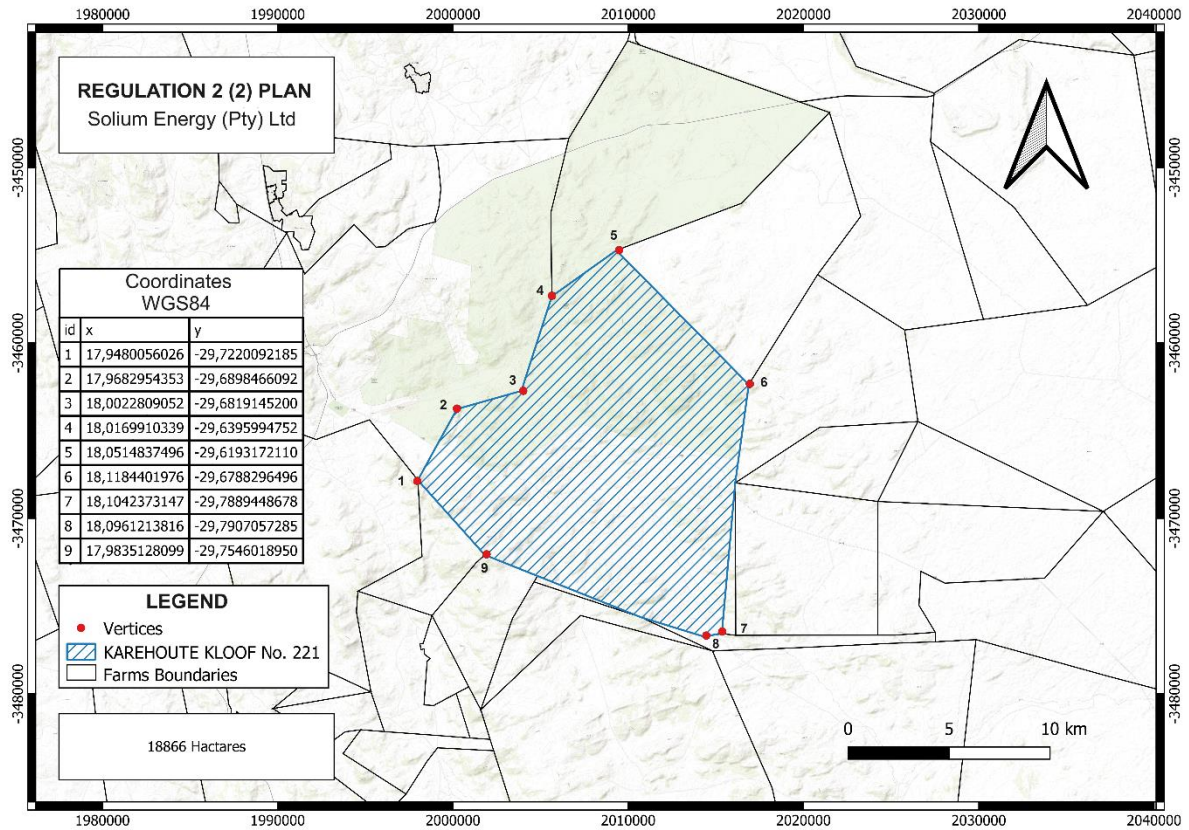 1980000 1990000 2000000 2010000 2020000 2030000 2040000
REGULATION 2 (2) PLAN
Solium Energy (Pty) Ltd
-3450000 -3450000
Coordinates
WGS84
id x y
1 17,9480056026 -29,7220092185
2 17,9682954353 -29,6898466092
3 18,0022809052 -29,6819145200
4 18,0169910339 -29,6395994752
5 18,0514837496 -29,6193172110
6 18,1184401976 -29,6788296496
7 18,1042373147 -29,7889448678
8 18,0961213816 -29,7907057285
9 17,9835128099 -29,7546018950
5
4
3
6
2
1
9
7
8
-3460000 -3460000
-3470000 -3470000
LEGEND
Vertices
KAREHOUTE KLOOF No. 221
Farms Boundaries
-3480000 -3480000
18866 Hactares
0 5 10 km
1980000 1990000 2000000 2010000 2020000 2030000 2040000